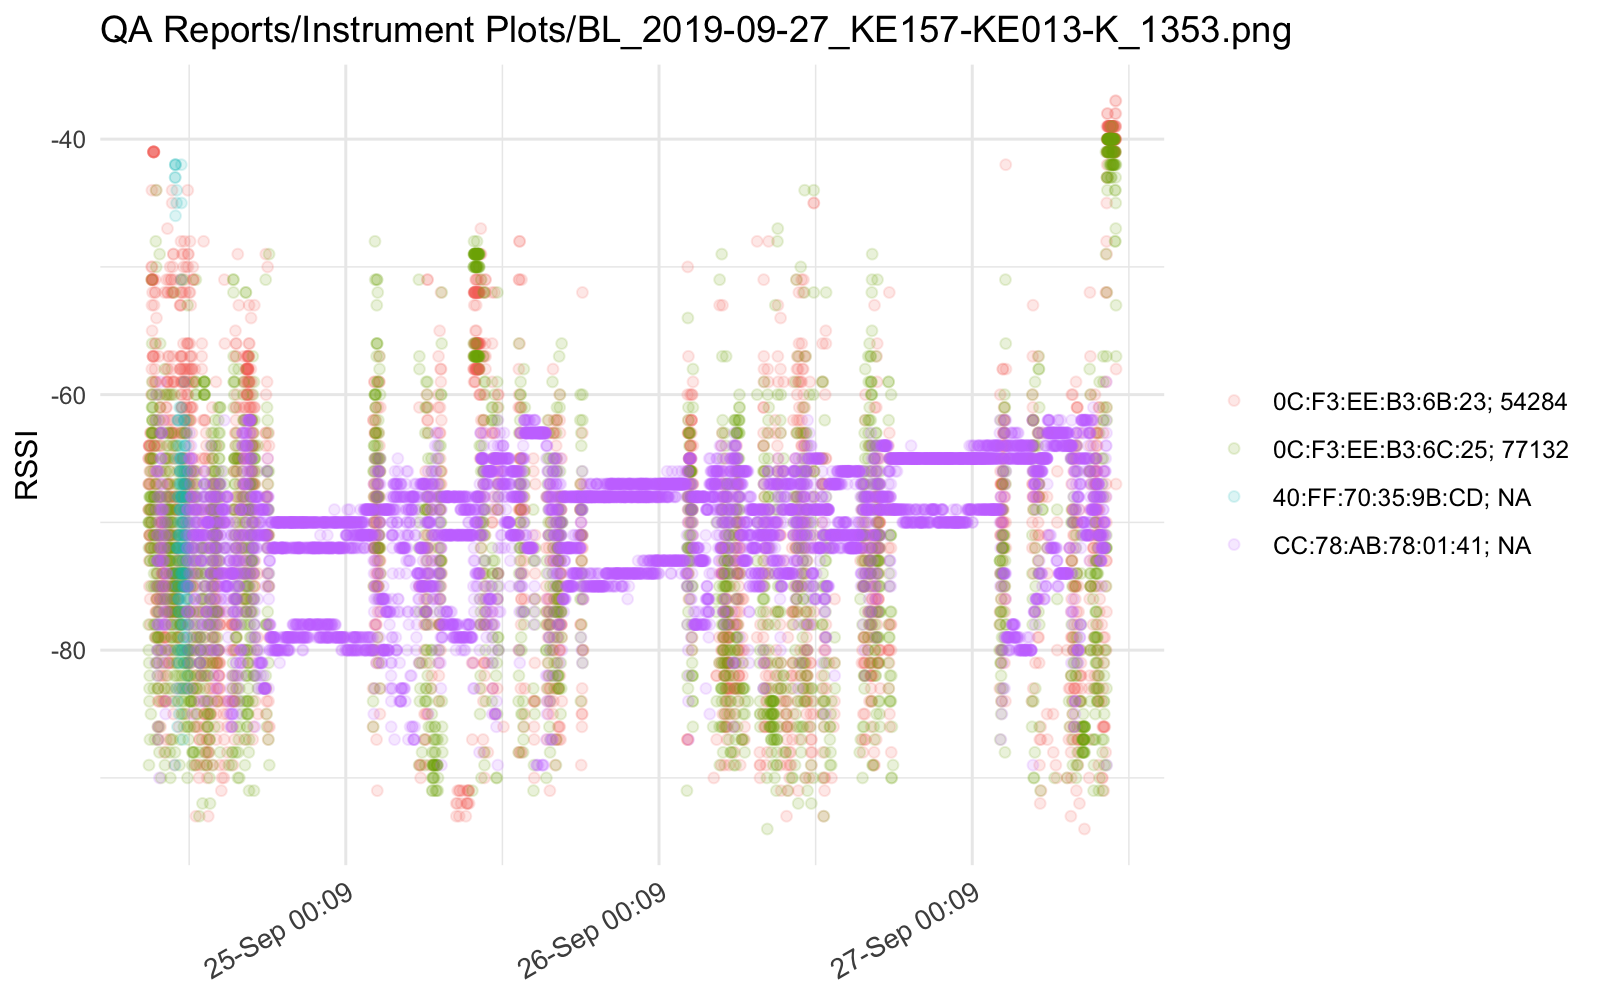 QA Reports/Instrument Plots/BL_2019-09-27_KE157-KE013-K_1353.png
-40
-60
-80
RSSI
25-Sep 00:09
26-Sep 00:09
27-Sep 00:09
0C:F3:EE:B3:6B:23; 54284
0C:F3:EE:B3:6C:25; 77132
40:FF:70:35:9B:CD; NA
CC:78:AB:78:01:41; NA